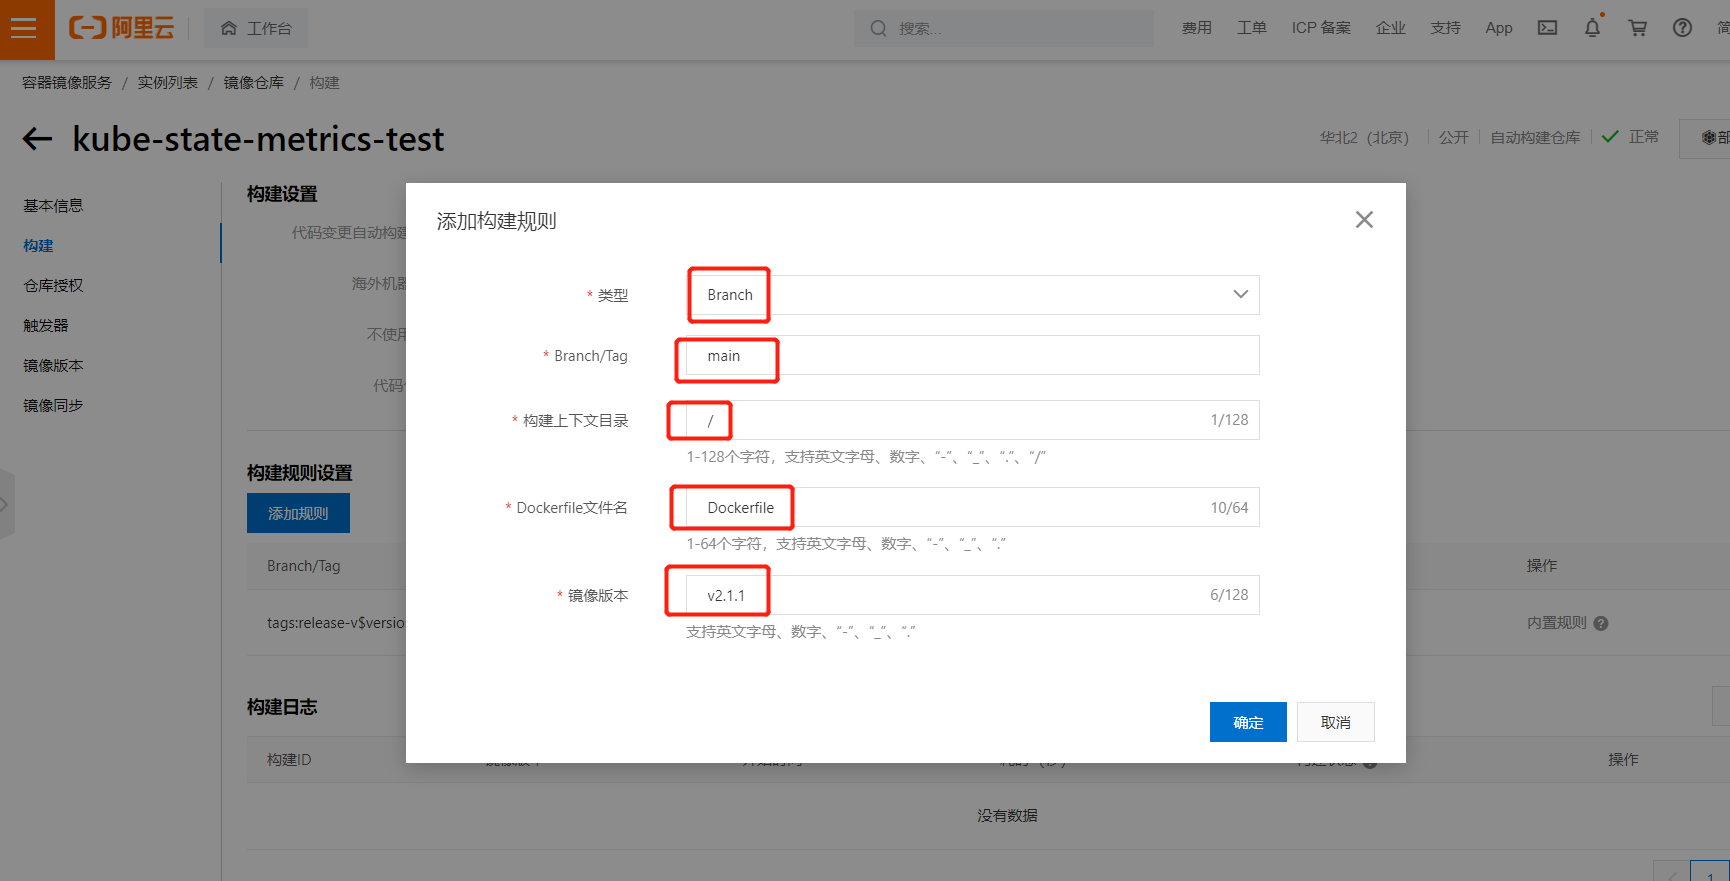 阿里云
工作台
搜索...
费用
工单
ICP 备案
企业
支持
App
简
容器镜像服务 / 实例列表 / 镜像仓库 / 构建
kube-state-metrics-test
华北2（北京） 公开 自动构建仓库 正常
部
基本信息
构建
仓库授权
触发器
镜像版本
镜像同步
构建设置
代码变更自动构建
海外机器
不使用
代码
添加构建规则
* 类型
Branch
* Branch/Tag
main
* 构建上下文目录
/
1/128
1-128个字符，支持英文字母、数字、“-”、“_”、“.”、“/”
* Dockerfile文件名
Dockerfile
10/64
1-64个字符，支持英文字母、数字、“-”、“_”、“.”
* 镜像版本
v2.1.1
6/128
支持英文字母、数字、“-”、“_”、“.”
确定
取消
构建规则设置
添加规则
Branch/Tag
操作
tags:release-v$versio
内置规则
构建日志
构建ID
操作
没有数据
1